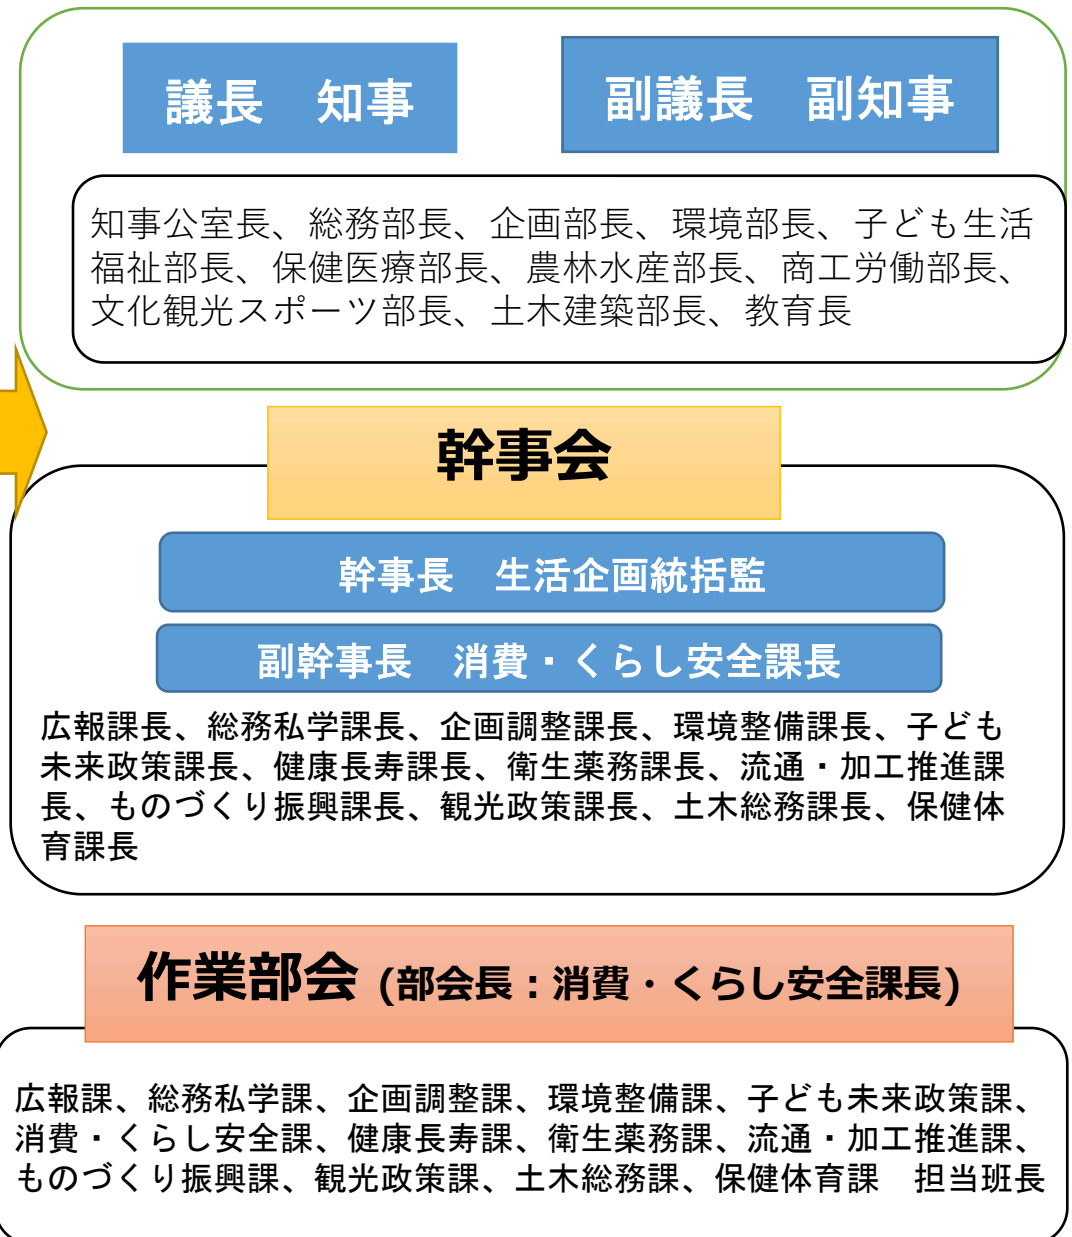 議長　知事
副議長　副知事
知事公室長、総務部長、企画部長、環境部長、子ども生活
福祉部長、保健医療部長、農林水産部長、商工労働部長、
文化観光スポーツ部長、土木建築部長、教育長
幹事会
幹事長　生活企画統括監
副幹事長　消費・くらし安全課長
広報課長、総務私学課長、企画調整課長、環境整備課長、子ども
未来政策課長、健康長寿課長、衛生薬務課長、流通・加工推進課
長、ものづくり振興課長、観光政策課長、土木総務課長、保健体
育課長
作業部会 (部会長：消費・くらし安全課長)
広報課、総務私学課、企画調整課、環境整備課、子ども未来政策課、
消費・くらし安全課、健康長寿課、衛生薬務課、流通・加工推進課、
ものづくり振興課、観光政策課、土木総務課、保健体育課　担当班長